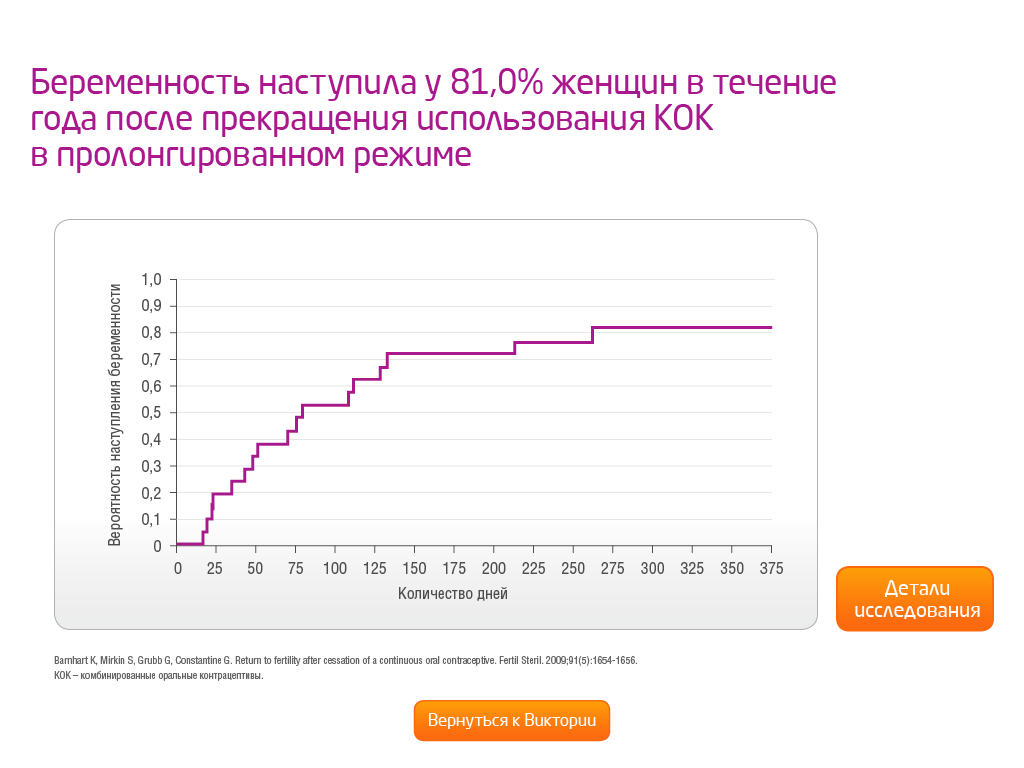 Беременность наступила у 81,0% женщин в течение
года после прекращения использования КОК
в пролонгированном режиме
Вероятность наступления беременности
1,0
0,9
0,8
0,7
0,6
0,5
0,4
0,3
0,2
0,1
0
0 25 50 75 100 125 150 175 200 225 250 275 300 325 350 375
Количество дней
Детали
исследования
Barnhart K, Mirkin S, Grubb G, Constantine G. Return to fertility after cessation of a continuous oral contraceptive. Fertil Steril. 2009;91(5):1654-1656.
КОК – комбинированные оральные контрацептивы.
Вернуться к Виктории